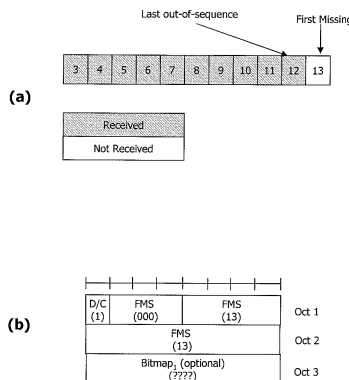 Last out-of-sequence
First Missing
3 4 5 6 7 8 9 10 11 12 13
(a)
Received
Not Received
D/C (1) FMS (000) FMS (13) Oct 1
(b)
FMS (13) Oct 2
Bitmap₁ (optional) (????) Oct 3